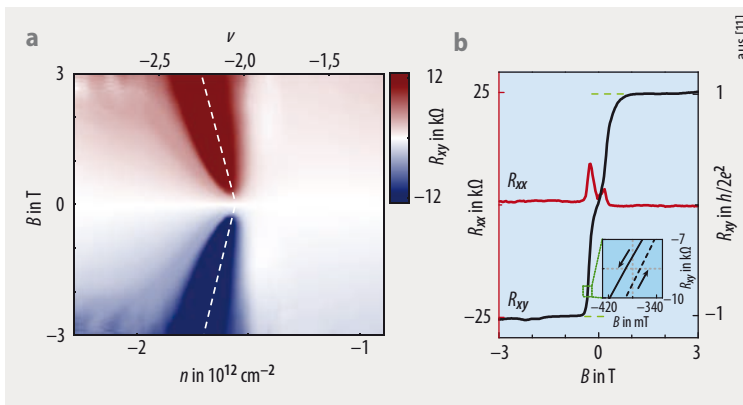 aus [11]
a
ν
−2,5
−2,0
−1,5
3
0
−3
B in T
−2
−1
n in 10¹² cm⁻²
12
−12
Rxy in kΩ
b
25
−25
Rxx in kΩ
Rxx
Rxy
1
−1
Rxy in h/2e²
−7
−10
Rxy in kΩ
−420
−340
B in mT
−3
0
3
B in T